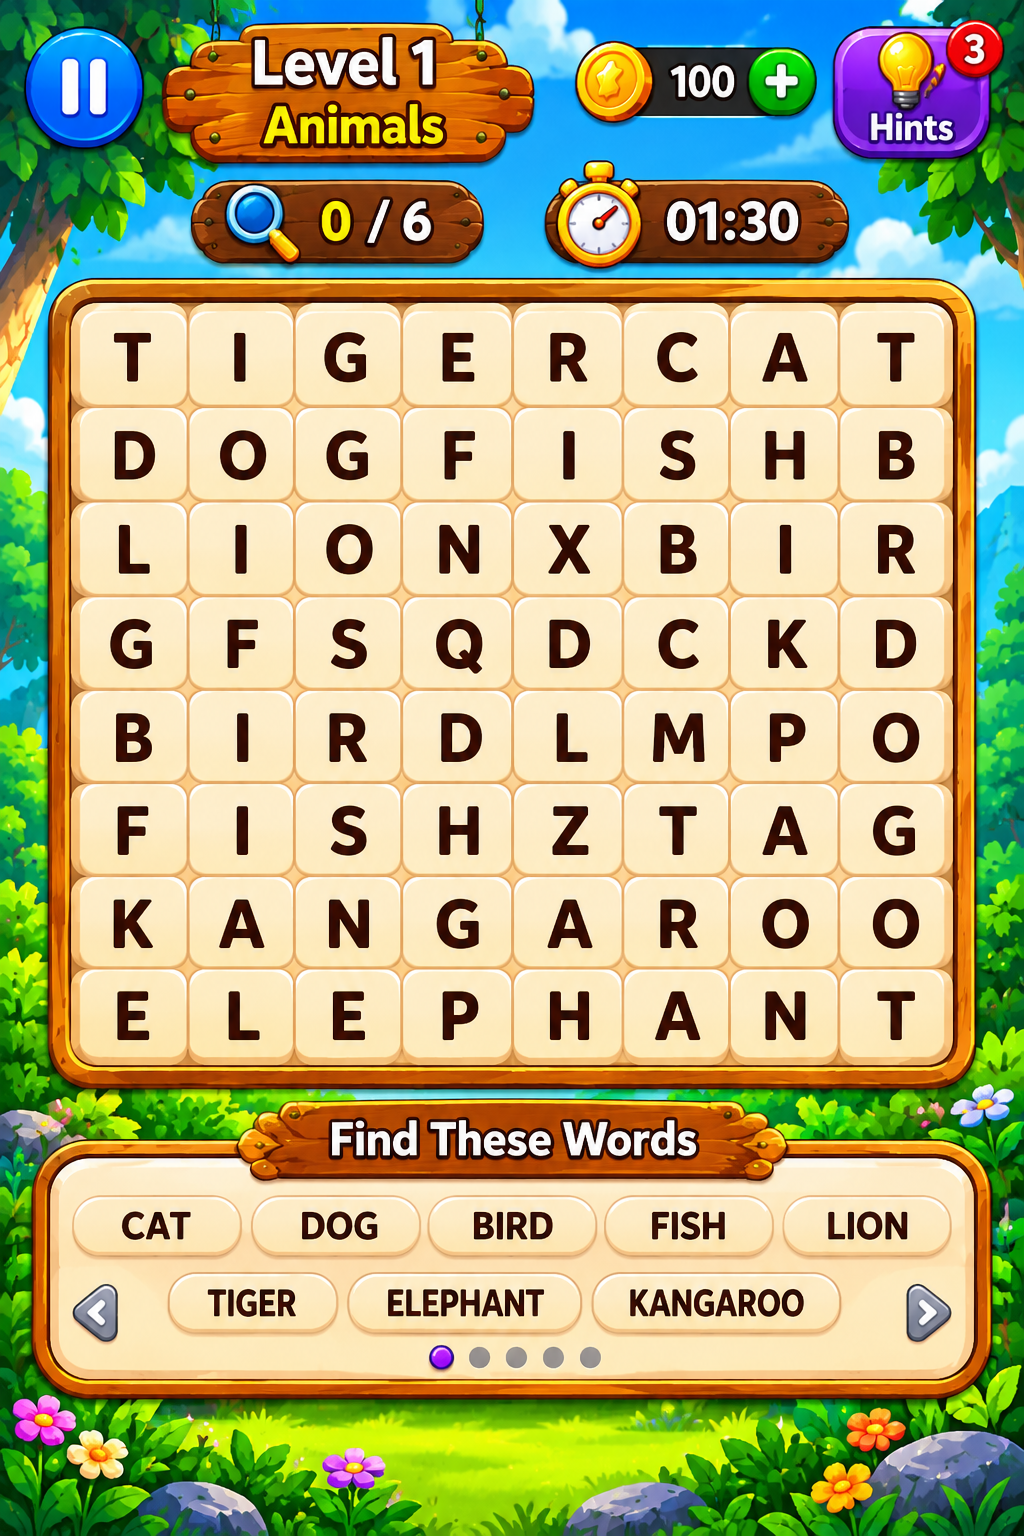 Level 1
Animals
100
3
Hints
0 / 6
01:30
T I G E R C A T
D O G F I S H B
L I O N X B I R
G F S Q D C K D
B I R D L M P O
F I S H Z T A G
K A N G A R O O
E L E P H A N T
Find These Words
CAT DOG BIRD FISH LION
TIGER ELEPHANT KANGAROO